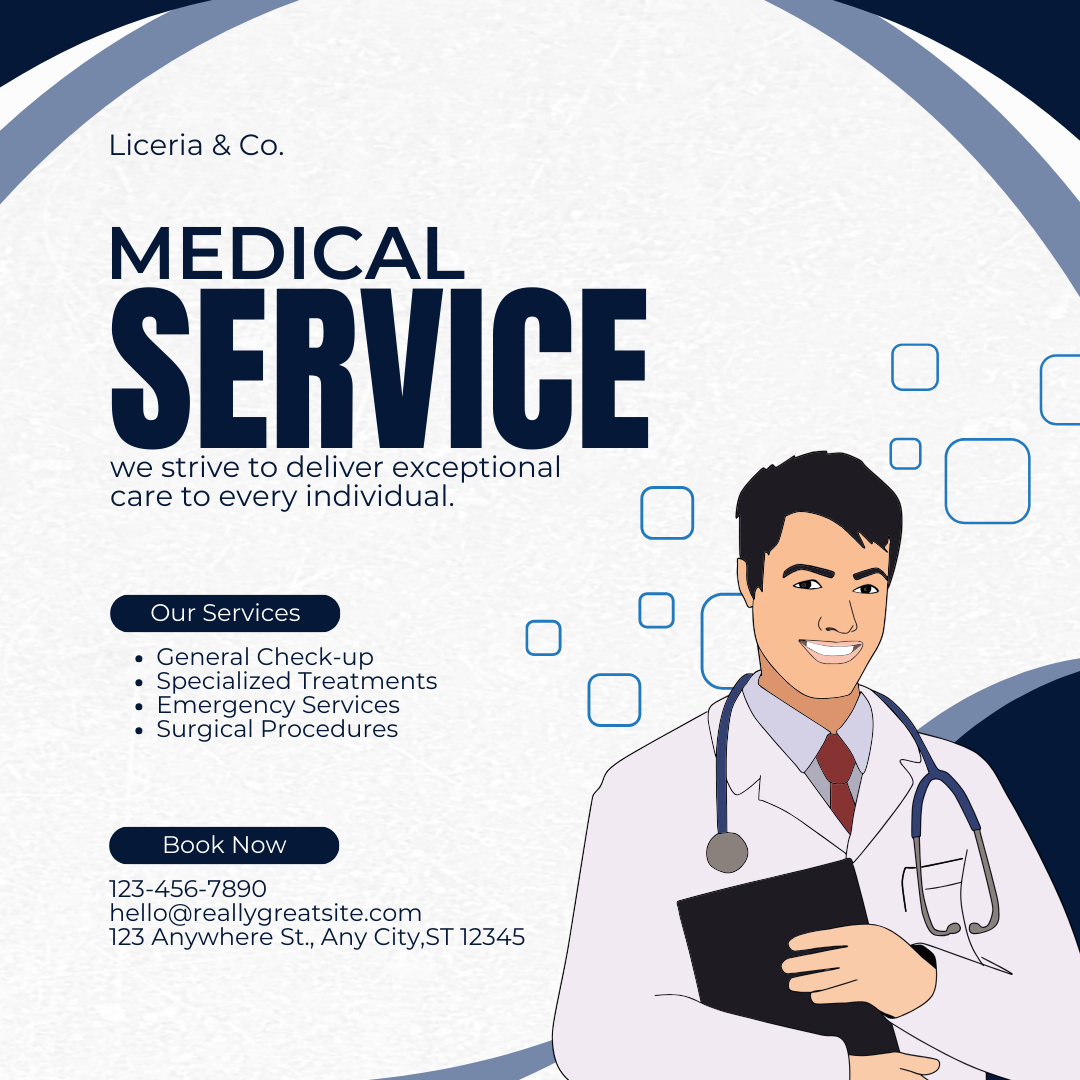 Liceria & Co.
MEDICAL
SERVICE
we strive to deliver exceptional
care to every individual.
Our Services
• General Check-up
• Specialized Treatments
• Emergency Services
• Surgical Procedures
Book Now
123-456-7890
hello@reallygreatsite.com
123 Anywhere St., Any City,ST 12345